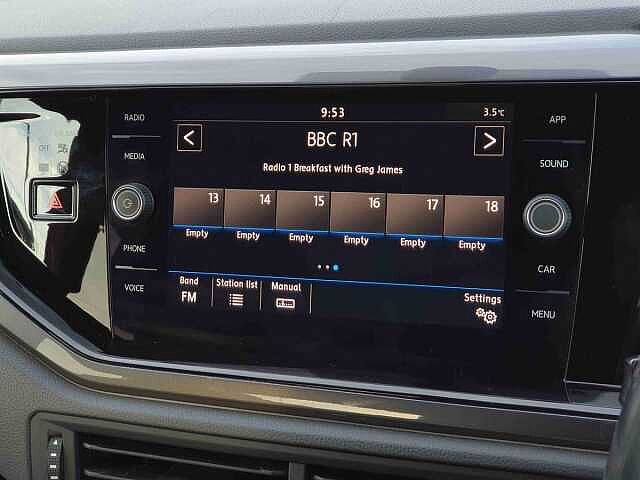 9:53
3.5°C
RADIO
MEDIA
PHONE
VOICE
BBC R1
Radio 1 Breakfast with Greg James
13 14 15 16 17 18
Empty Empty Empty Empty Empty Empty
Band Station list Manual
FM
Settings
APP
SOUND
CAR
MENU